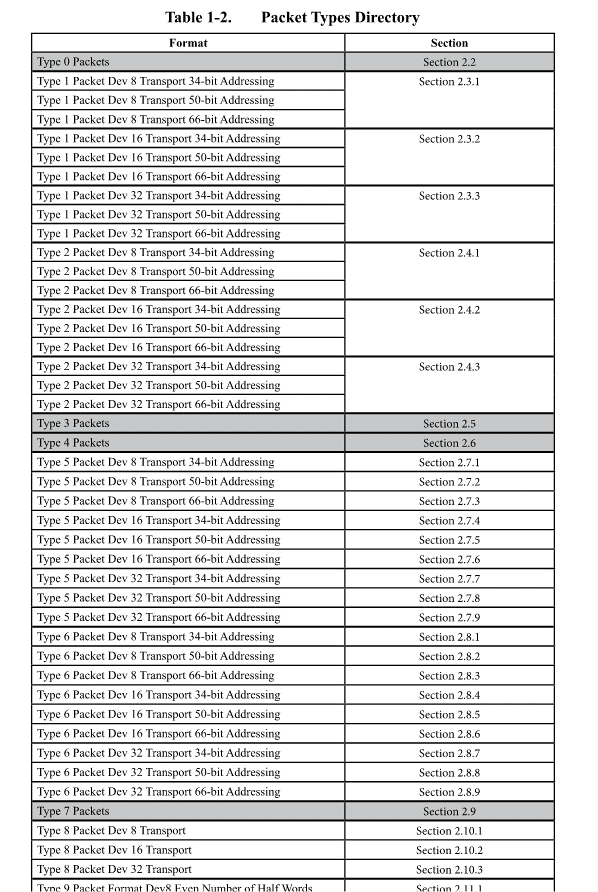 Table 1-2. Packet Types Directory
Format Section
Type 0 Packets Section 2.2
Type 1 Packet Dev 8 Transport 34-bit Addressing Section 2.3.1
Type 1 Packet Dev 8 Transport 50-bit Addressing
Type 1 Packet Dev 8 Transport 66-bit Addressing
Type 1 Packet Dev 16 Transport 34-bit Addressing Section 2.3.2
Type 1 Packet Dev 16 Transport 50-bit Addressing
Type 1 Packet Dev 16 Transport 66-bit Addressing
Type 1 Packet Dev 32 Transport 34-bit Addressing Section 2.3.3
Type 1 Packet Dev 32 Transport 50-bit Addressing
Type 1 Packet Dev 32 Transport 66-bit Addressing
Type 2 Packet Dev 8 Transport 34-bit Addressing Section 2.4.1
Type 2 Packet Dev 8 Transport 50-bit Addressing
Type 2 Packet Dev 8 Transport 66-bit Addressing
Type 2 Packet Dev 16 Transport 34-bit Addressing Section 2.4.2
Type 2 Packet Dev 16 Transport 50-bit Addressing
Type 2 Packet Dev 16 Transport 66-bit Addressing
Type 2 Packet Dev 32 Transport 34-bit Addressing Section 2.4.3
Type 2 Packet Dev 32 Transport 50-bit Addressing
Type 2 Packet Dev 32 Transport 66-bit Addressing
Type 3 Packets Section 2.5
Type 4 Packets Section 2.6
Type 5 Packet Dev 8 Transport 34-bit Addressing Section 2.7.1
Type 5 Packet Dev 8 Transport 50-bit Addressing Section 2.7.2
Type 5 Packet Dev 8 Transport 66-bit Addressing Section 2.7.3
Type 5 Packet Dev 16 Transport 34-bit Addressing Section 2.7.4
Type 5 Packet Dev 16 Transport 50-bit Addressing Section 2.7.5
Type 5 Packet Dev 16 Transport 66-bit Addressing Section 2.7.6
Type 5 Packet Dev 32 Transport 34-bit Addressing Section 2.7.7
Type 5 Packet Dev 32 Transport 50-bit Addressing Section 2.7.8
Type 5 Packet Dev 32 Transport 66-bit Addressing Section 2.7.9
Type 6 Packet Dev 8 Transport 34-bit Addressing Section 2.8.1
Type 6 Packet Dev 8 Transport 50-bit Addressing Section 2.8.2
Type 6 Packet Dev 8 Transport 66-bit Addressing Section 2.8.3
Type 6 Packet Dev 16 Transport 34-bit Addressing Section 2.8.4
Type 6 Packet Dev 16 Transport 50-bit Addressing Section 2.8.5
Type 6 Packet Dev 16 Transport 66-bit Addressing Section 2.8.6
Type 6 Packet Dev 32 Transport 34-bit Addressing Section 2.8.7
Type 6 Packet Dev 32 Transport 50-bit Addressing Section 2.8.8
Type 6 Packet Dev 32 Transport 66-bit Addressing Section 2.8.9
Type 7 Packets Section 2.9
Type 8 Packet Dev 8 Transport Section 2.10.1
Type 8 Packet Dev 16 Transport Section 2.10.2
Type 8 Packet Dev 32 Transport Section 2.10.3
Type 9 Packet Format Dev8 Even Number of Half Words Section 2.11.1